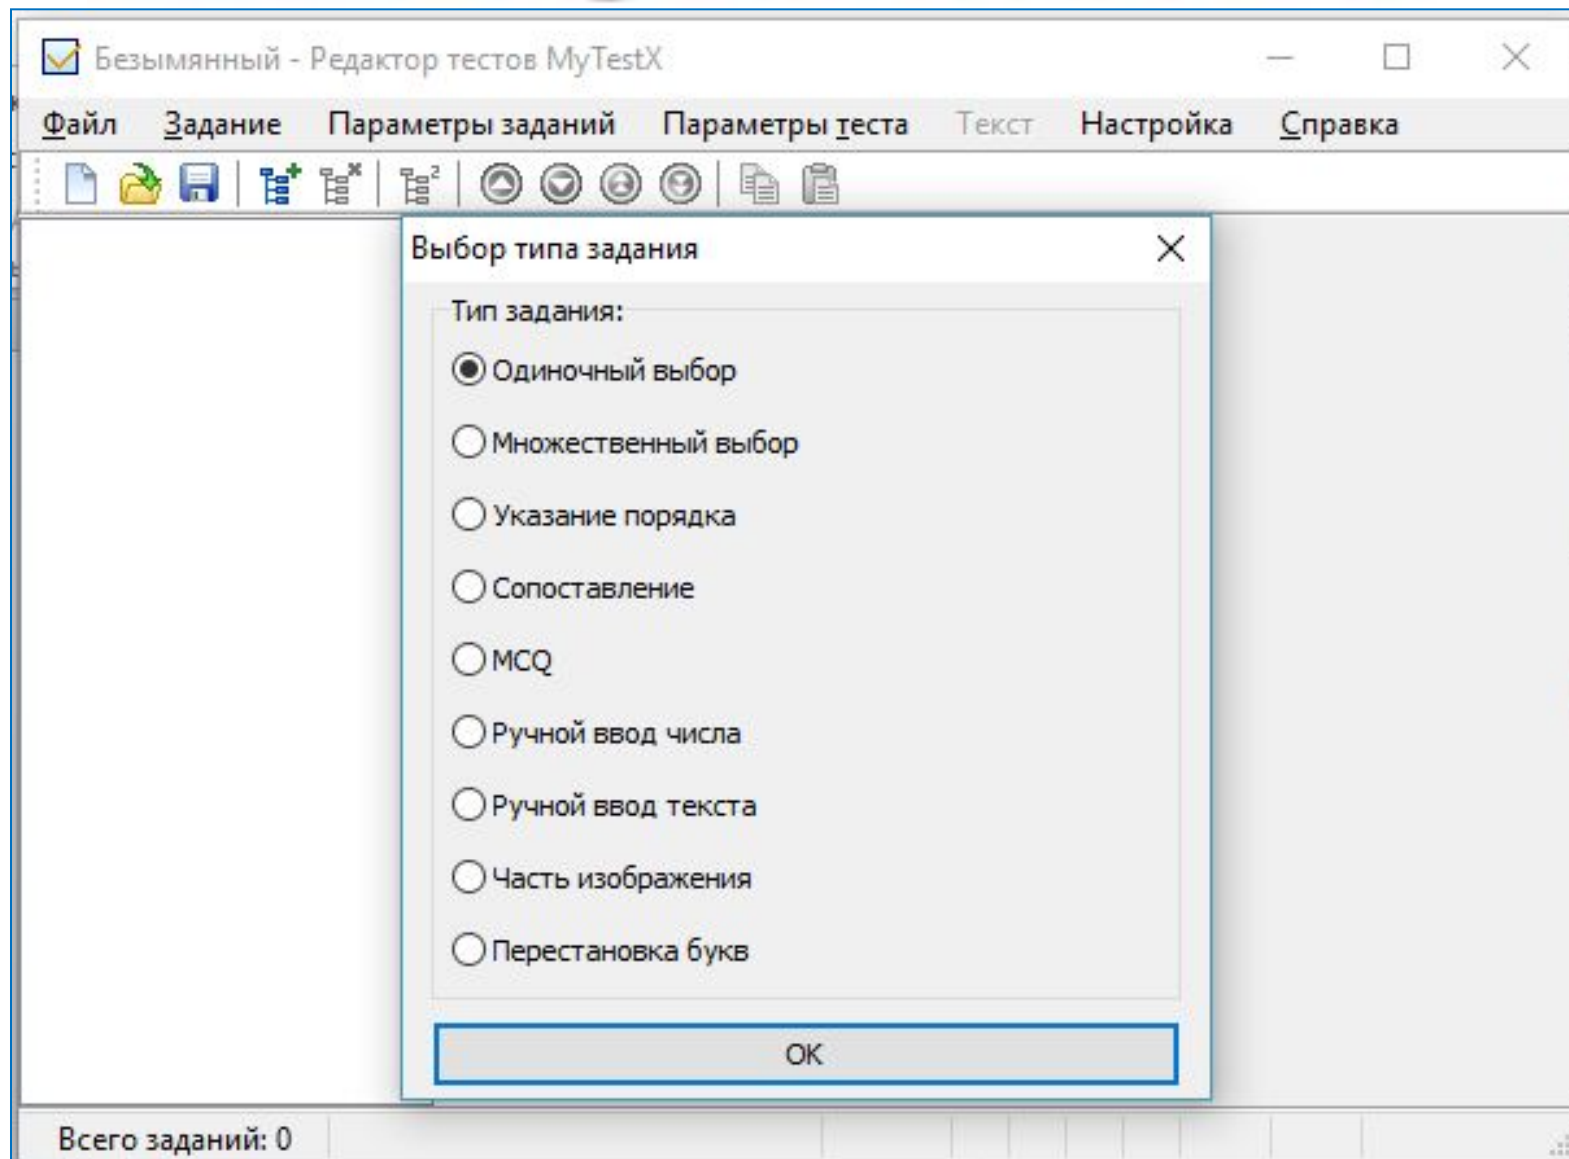 Безымянный - Редактор тестов MyTestX
Файл Задание Параметры заданий Параметры теста Текст Настройка Справка
Выбор типа задания
Тип задания:
Одиночный выбор
Множественный выбор
Указание порядка
Сопоставление
MCQ
Ручной ввод числа
Ручной ввод текста
Часть изображения
Перестановка букв
OK
Всего заданий: 0